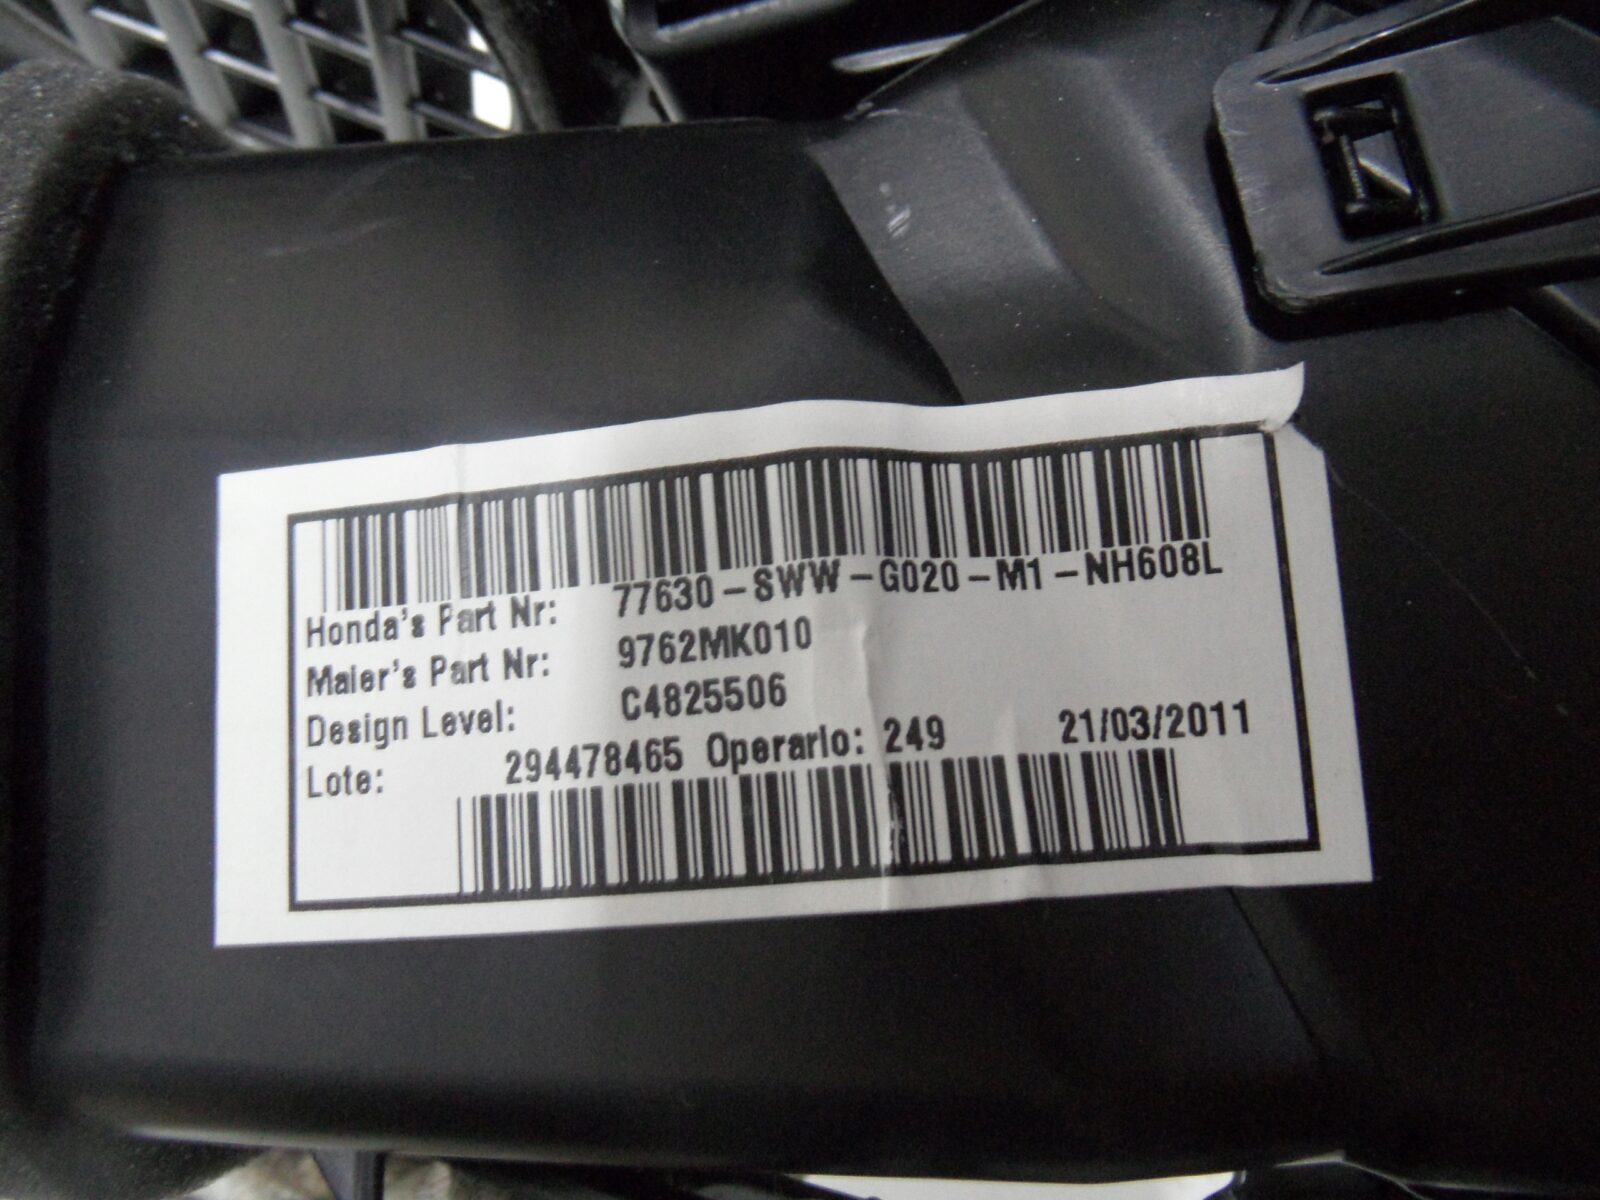 Honda's Part Nr: 77630-SWW-G020-M1-NH608L
Maier's Part Nr: 9762MK010
Design Level: C4825506
Lote: 294478465 Operario: 249 21/03/2011